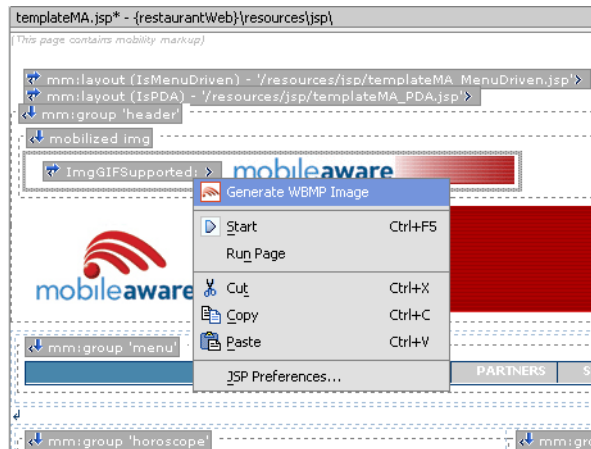 templateMA.jsp* - {restaurantWeb}\resources\jsp\
(This page contains mobility markup)
mm:layout (IsMenuDriven) - '/resources/jsp/templateMA_MenuDriven.jsp'>
mm:layout (IsPDA) - '/resources/jsp/templateMA_PDA.jsp'>
mm:group 'header'
mobilized img
ImgGIFSupported: > mobileaware
Generate WBMP Image
Start Ctrl+F5
Run Page
mobileaware
Cut Ctrl+X
Copy Ctrl+C
Paste Ctrl+V
mm:group 'menu'
JSP Preferences...
PARTNERS S
mm:group 'horoscope' mm:gro